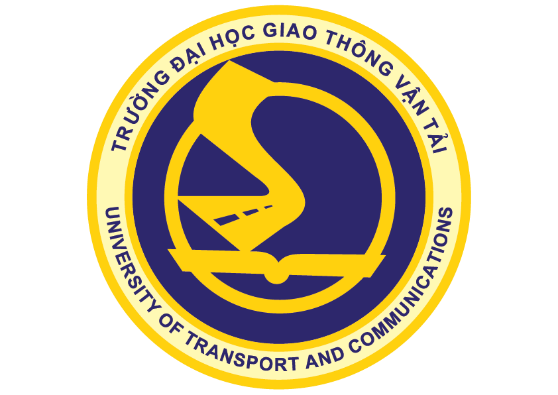 TRƯỜNG ĐẠI HỌC GIAO THÔNG VẬN TẢI
UNIVERSITY OF TRANSPORT AND COMMUNICATIONS